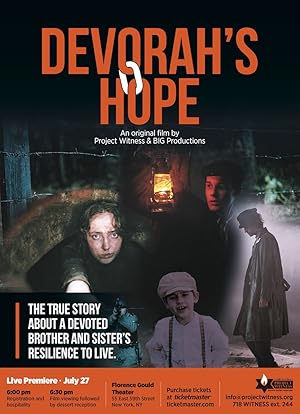 DEVORAH'S
HOPE
An original film by
Project Witness & BIG Productions
THE TRUE STORY
ABOUT A DEVOTED
BROTHER AND SISTER'S
RESILIENCE TO LIVE.
Live Premiere • July 27
6:00 pm
Registration and
hospitality
6:30 pm
Film viewing followed
by dessert reception
Florence Gould
Theater
55 East 59th Street
New York, NY
Purchase tickets
at ticketmaster
ticketmaster.com
info@projectwitness.org
718 WITNESS ext. 244